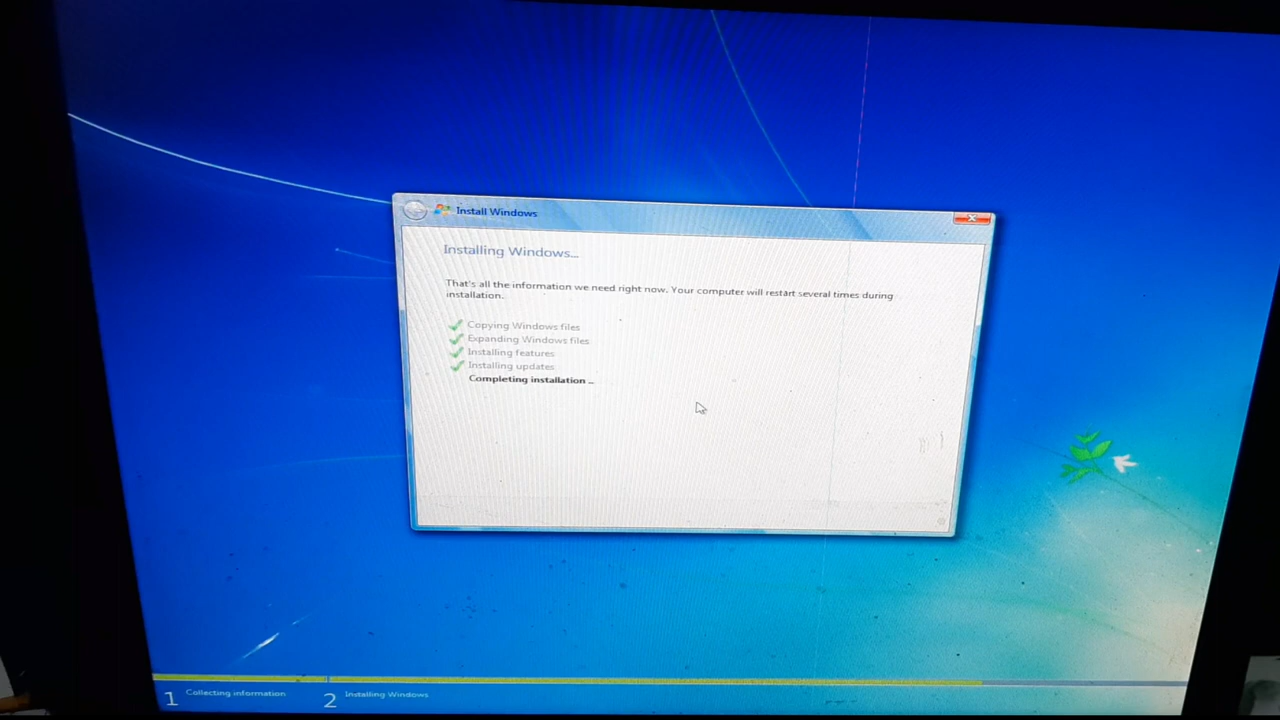 Install Windows
Installing Windows...
That's all the information we need right now. Your computer will restart several times during
installation.
Copying Windows files
Expanding Windows files
Installing features
Installing updates
Completing installation ...
1 Collecting information
2 Installing Windows